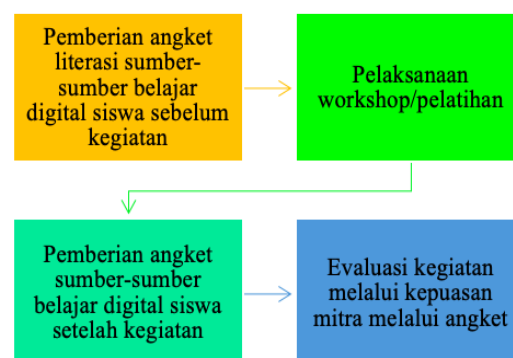 Pemberian angket
literasi sumber-
sumber belajar
digital siswa sebelum
kegiatan
Pelaksanaan
workshop/pelatihan
Pemberian angket
sumber-sumber
belajar digital siswa
setelah kegiatan
Evaluasi kegiatan
melalui kepuasan
mitra melalui angket